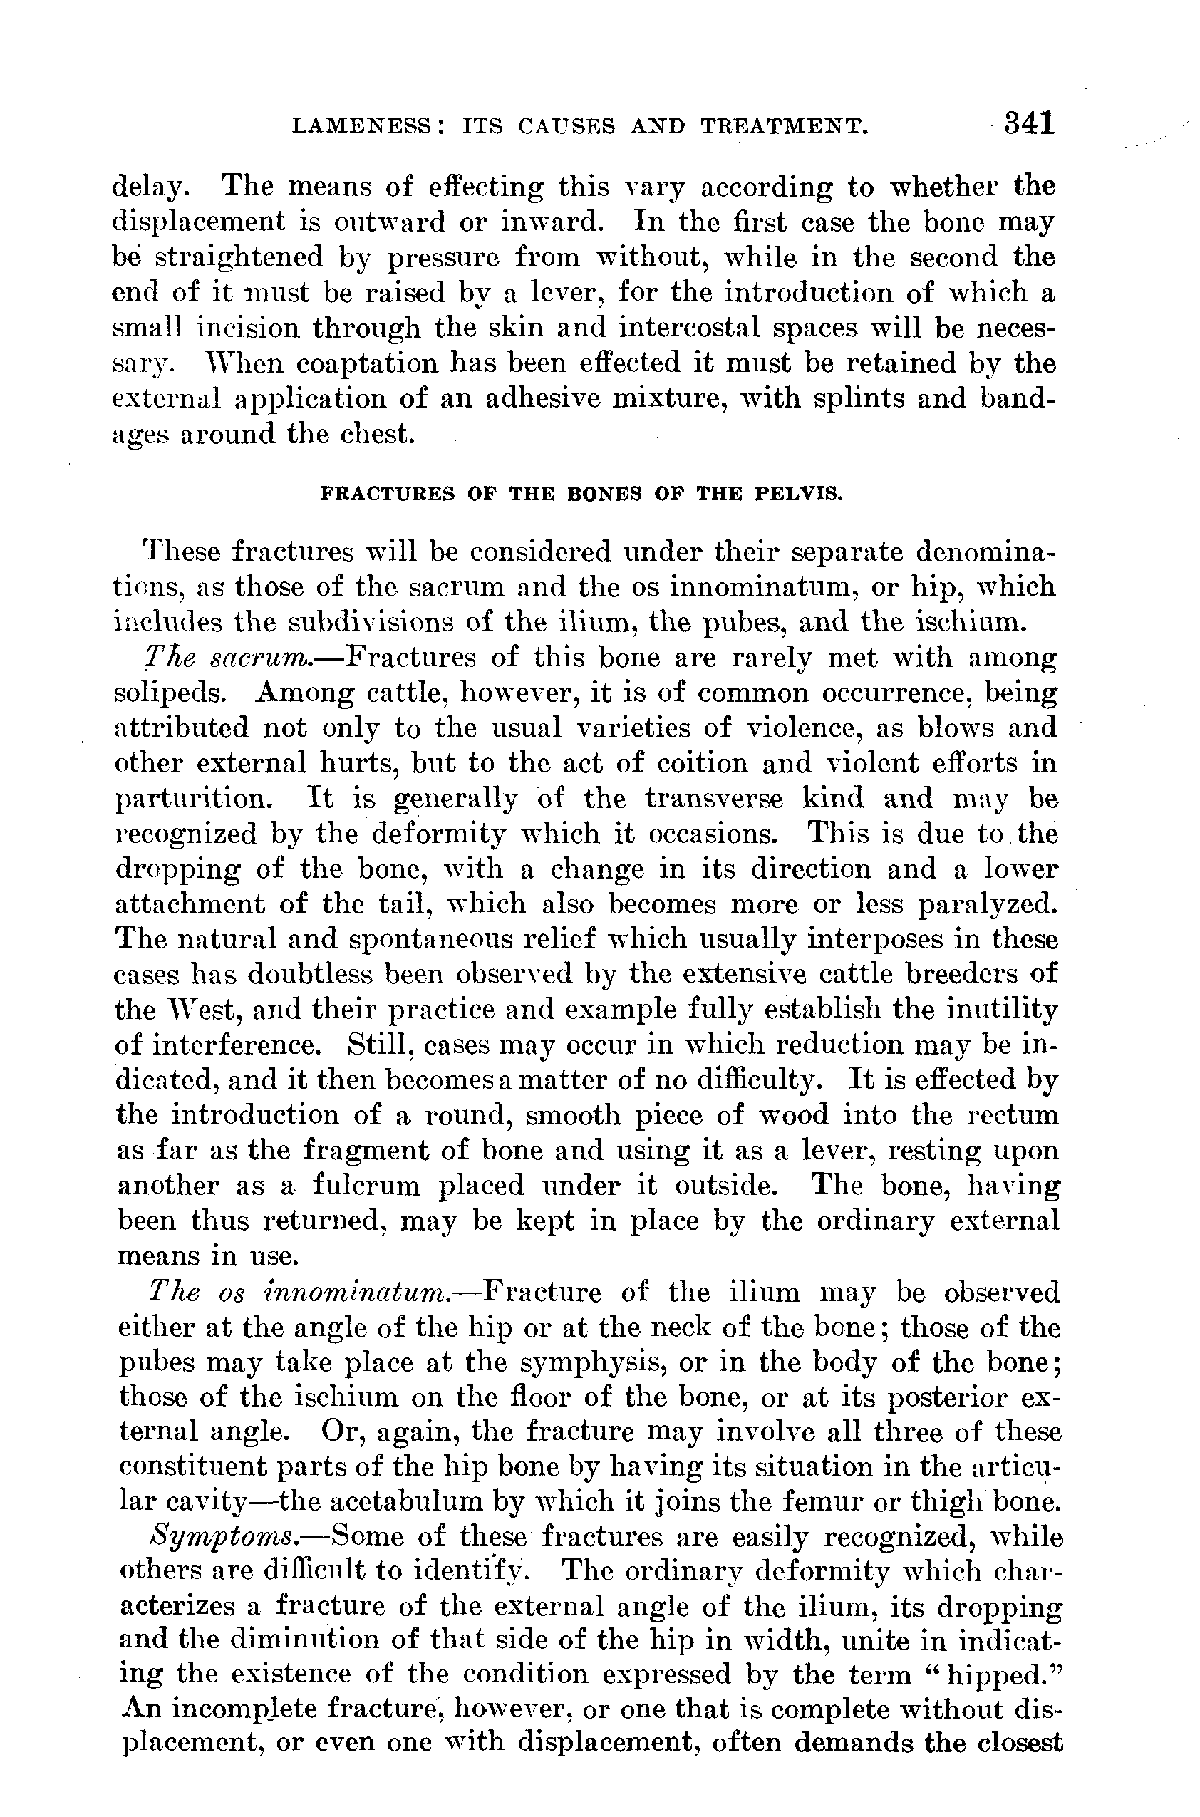 LAMENESS: ITS CAUSES AND TREATMENT. 341
delay. The means of effecting this vary according to whether the
displacement is outward or inward. In the first case the bone may
be straightened by pressure from without, while in the second the
end of it must be raised by a lever, for the introduction of which a
small incision through the skin and intercostal spaces will be neces-
sary. When coaptation has been effected it must be retained by the
external application of an adhesive mixture, with splints and band-
ages around the chest.
FRACTURES OF THE BONES OF THE PELVIS.
These fractures will be considered under their separate denomina-
tions, as those of the sacrum and the os innominatum, or hip, which
includes the subdivisions of the ilium, the pubes, and the ischium.
The sacrum.—Fractures of this bone are rarely met with among
solipeds. Among cattle, however, it is of common occurrence, being
attributed not only to the usual varieties of violence, as blows and
other external hurts, but to the act of coition and violent efforts in
parturition. It is generally of the transverse kind and may be
recognized by the deformity which it occasions. This is due to the
dropping of the bone, with a change in its direction and a lower
attachment of the tail, which also becomes more or less paralyzed.
The natural and spontaneous relief which usually interposes in these
cases has doubtless been observed by the extensive cattle breeders of
the West, and their practice and example fully establish the inutility
of interference. Still, cases may occur in which reduction may be in-
dicated, and it then becomes a matter of no difficulty. It is effected by
the introduction of a round, smooth piece of wood into the rectum
as far as the fragment of bone and using it as a lever, resting upon
another as a fulcrum placed under it outside. The bone, having
been thus returned, may be kept in place by the ordinary external
means in use.
The os innominatum.—Fracture of the ilium may be observed
either at the angle of the hip or at the neck of the bone; those of the
pubes may take place at the symphysis, or in the body of the bone;
those of the ischium on the floor of the bone, or at its posterior ex-
ternal angle. Or, again, the fracture may involve all three of these
constituent parts of the hip bone by having its situation in the articu-
lar cavity—the acetabulum by which it joins the femur or thigh bone.
Symptoms.—Some of these fractures are easily recognized, while
others are difficult to identify. The ordinary deformity which char-
acterizes a fracture of the external angle of the ilium, its dropping
and the diminution of that side of the hip in width, unite in indicat-
ing the existence of the condition expressed by the term "hipped."
An incomplete fracture, however, or one that is complete without dis-
placement, or even one with displacement, often demands the closest